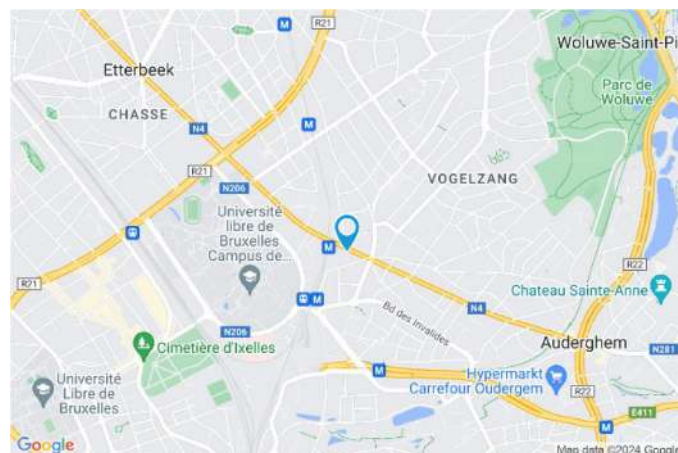 M
R21
Woluwe-Saint-Pi
Etterbeek
Parc de
Woluwe
CHASSE
N4
M
R21
VOGELZANG
N206
Université
libre de
Bruxelles
Campus de...
M
R22
R21
M
Chateau Sainte-Anne
N4
Bd des Invalides
N206
Cimetière d'Ixelles
Auderghem
N281
Hypermarkt
Carrefour Oudergem
R22
Université
Libre de
Bruxelles
E411
M
Google
Map data ©2024 Google